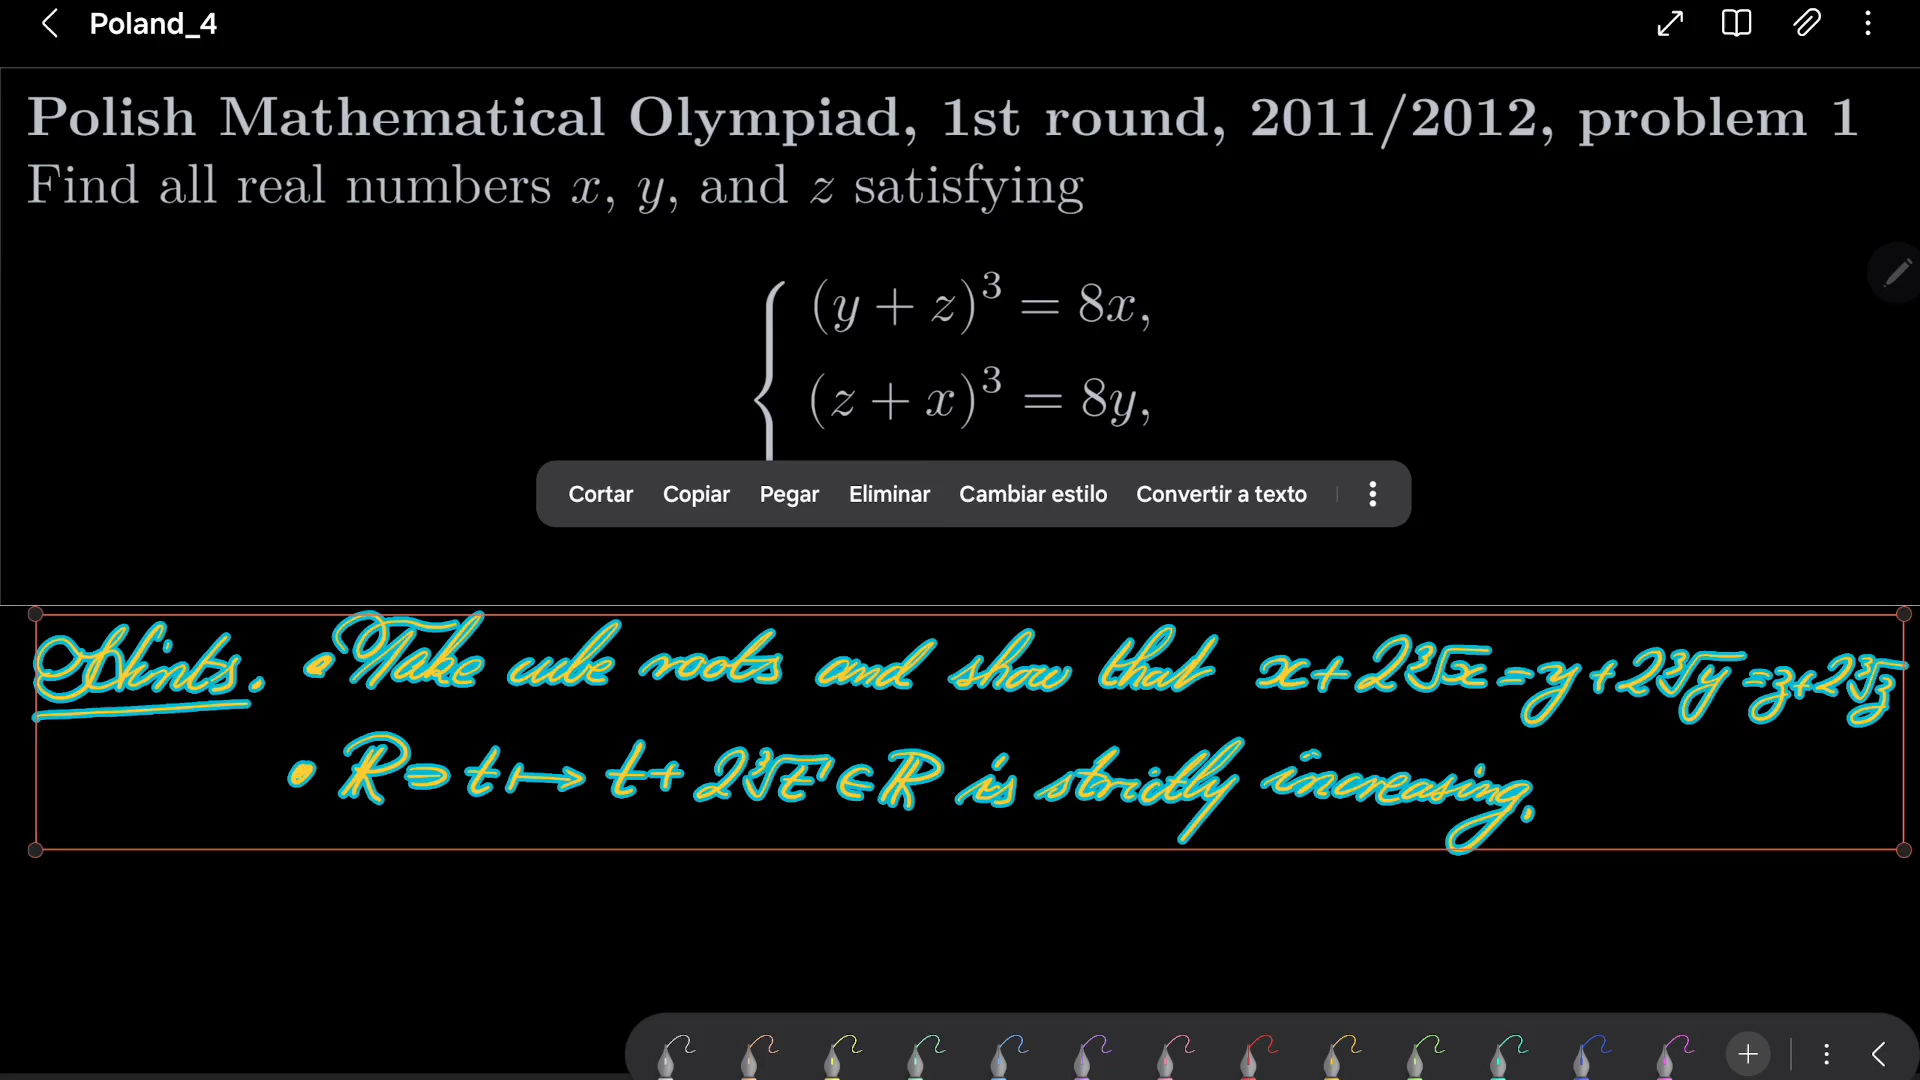 Poland_4
Polish Mathematical Olympiad, 1st round, 2011/2012, problem 1
Find all real numbers x, y, and z satisfying
(y + z)³ = 8x,
(z + x)³ = 8y,
Cortar Copiar Pegar Eliminar Cambiar estilo Convertir a texto
Hints. • Take cube roots and show that x+2∛x=y+2∛y=z+2∛z
• ℝ∋t↦t+2∛t∈ℝ is strictly increasing.